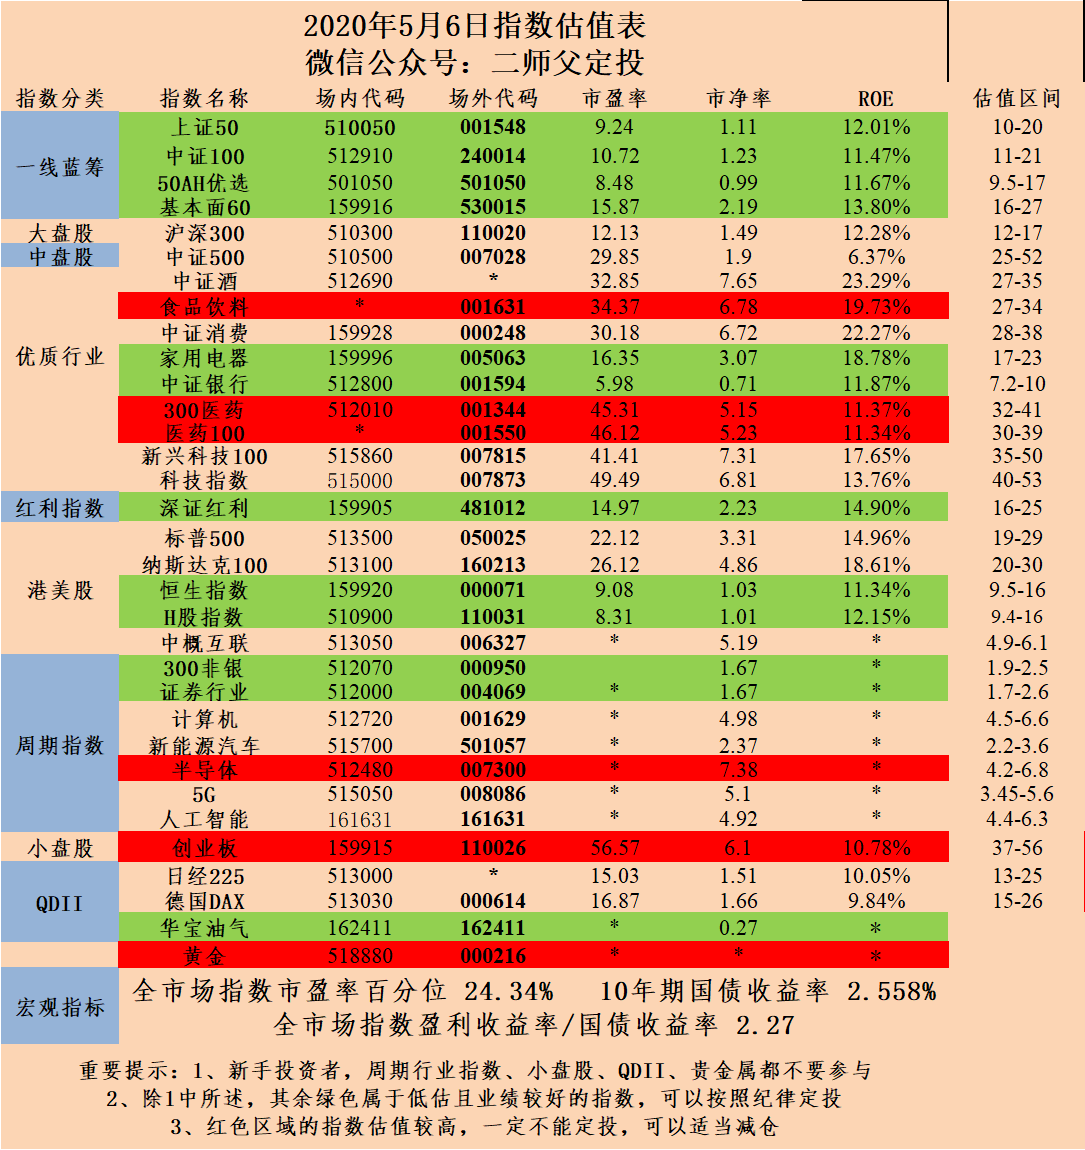 2020年5月6日指数估值表
微信公众号：二师父定投
指数分类 指数名称 场内代码 场外代码 市盈率 市净率 ROE 估值区间
一线蓝筹 上证50 510050 001548 9.24 1.11 12.01% 10-20
中证100 512910 240014 10.72 1.23 11.47% 11-21
50AH优选 501050 501050 8.48 0.99 11.67% 9.5-17
基本面60 159916 530015 15.87 2.19 13.80% 16-27
大盘股 沪深300 510300 110020 12.13 1.49 12.28% 12-17
中盘股 中证500 510500 007028 29.85 1.9 6.37% 25-52
优质行业 中证酒 512690 * 32.85 7.65 23.29% 27-35
食品饮料 * 001631 34.37 6.78 19.73% 27-34
中证消费 159928 000248 30.18 6.72 22.27% 28-38
家用电器 159996 005063 16.35 3.07 18.78% 17-23
中证银行 512800 001594 5.98 0.71 11.87% 7.2-10
300医药 512010 001344 45.31 5.15 11.37% 32-41
医药100 * 001550 46.12 5.23 11.34% 30-39
新兴科技100 515860 007815 41.41 7.31 17.65% 35-50
科技指数 515000 007873 49.49 6.81 13.76% 40-53
红利指数 深证红利 159905 481012 14.97 2.23 14.90% 16-25
港美股 标普500 513500 050025 22.12 3.31 14.96% 19-29
纳斯达克100 513100 160213 26.12 4.86 18.61% 20-30
恒生指数 159920 000071 9.08 1.03 11.34% 9.5-16
H股指数 510900 110031 8.31 1.01 12.15% 9.4-16
中概互联 513050 006327 * 5.19 * 4.9-6.1
周期指数 300非银 512070 000950 1.67 * 1.9-2.5
证券行业 512000 004069 * 1.67 * 1.7-2.6
计算机 512720 001629 * 4.98 * 4.5-6.6
新能源汽车 515700 501057 * 2.37 * 2.2-3.6
半导体 512480 007300 * 7.38 * 4.2-6.8
5G 515050 008086 * 5.1 * 3.45-5.6
人工智能 161631 161631 * 4.92 * 4.4-6.3
小盘股 创业板 159915 110026 56.57 6.1 10.78% 37-56
QDII 日经225 513000 * 15.03 1.51 10.05% 13-25
德国DAX 513030 000614 16.87 1.66 9.84% 15-26
华宝油气 162411 162411 * 0.27 *
黄金 518880 000216 * * *
宏观指标 全市场指数市盈率百分位 24.34% 10年期国债收益率 2.558%
全市场指数盈利收益率/国债收益率 2.27
重要提示：1、新手投资者，周期行业指数、小盘股、QDII、贵金属都不要参与
2、除1中所述，其余绿色属于低估且业绩较好的指数，可以按照纪律定投
3、红色区域的指数估值较高，一定不能定投，可以适当减仓